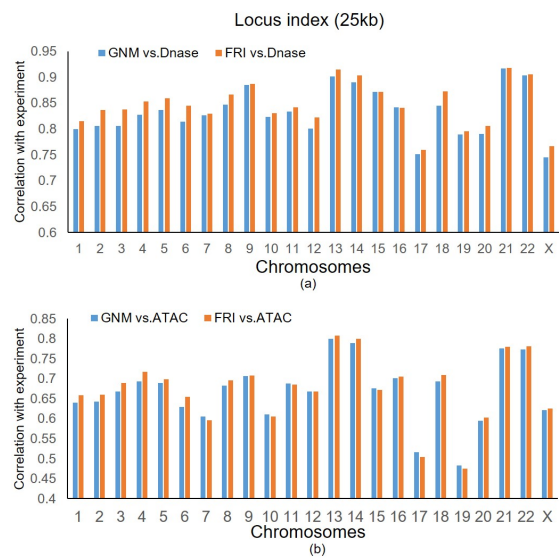 Locus index (25kb)
GNM vs.Dnase FRI vs.Dnase
Correlation with experiment
0.95
0.9
0.85
0.8
0.75
0.7
0.65
0.6
1 2 3 4 5 6 7 8 9 10 11 12 13 14 15 16 17 18 19 20 21 22 X
Chromosomes
(a)
GNM vs.ATAC FRI vs.ATAC
Correlation with experiment
0.85
0.8
0.75
0.7
0.65
0.6
0.55
0.5
0.45
0.4
1 2 3 4 5 6 7 8 9 10 11 12 13 14 15 16 17 18 19 20 21 22 X
Chromosomes
(b)